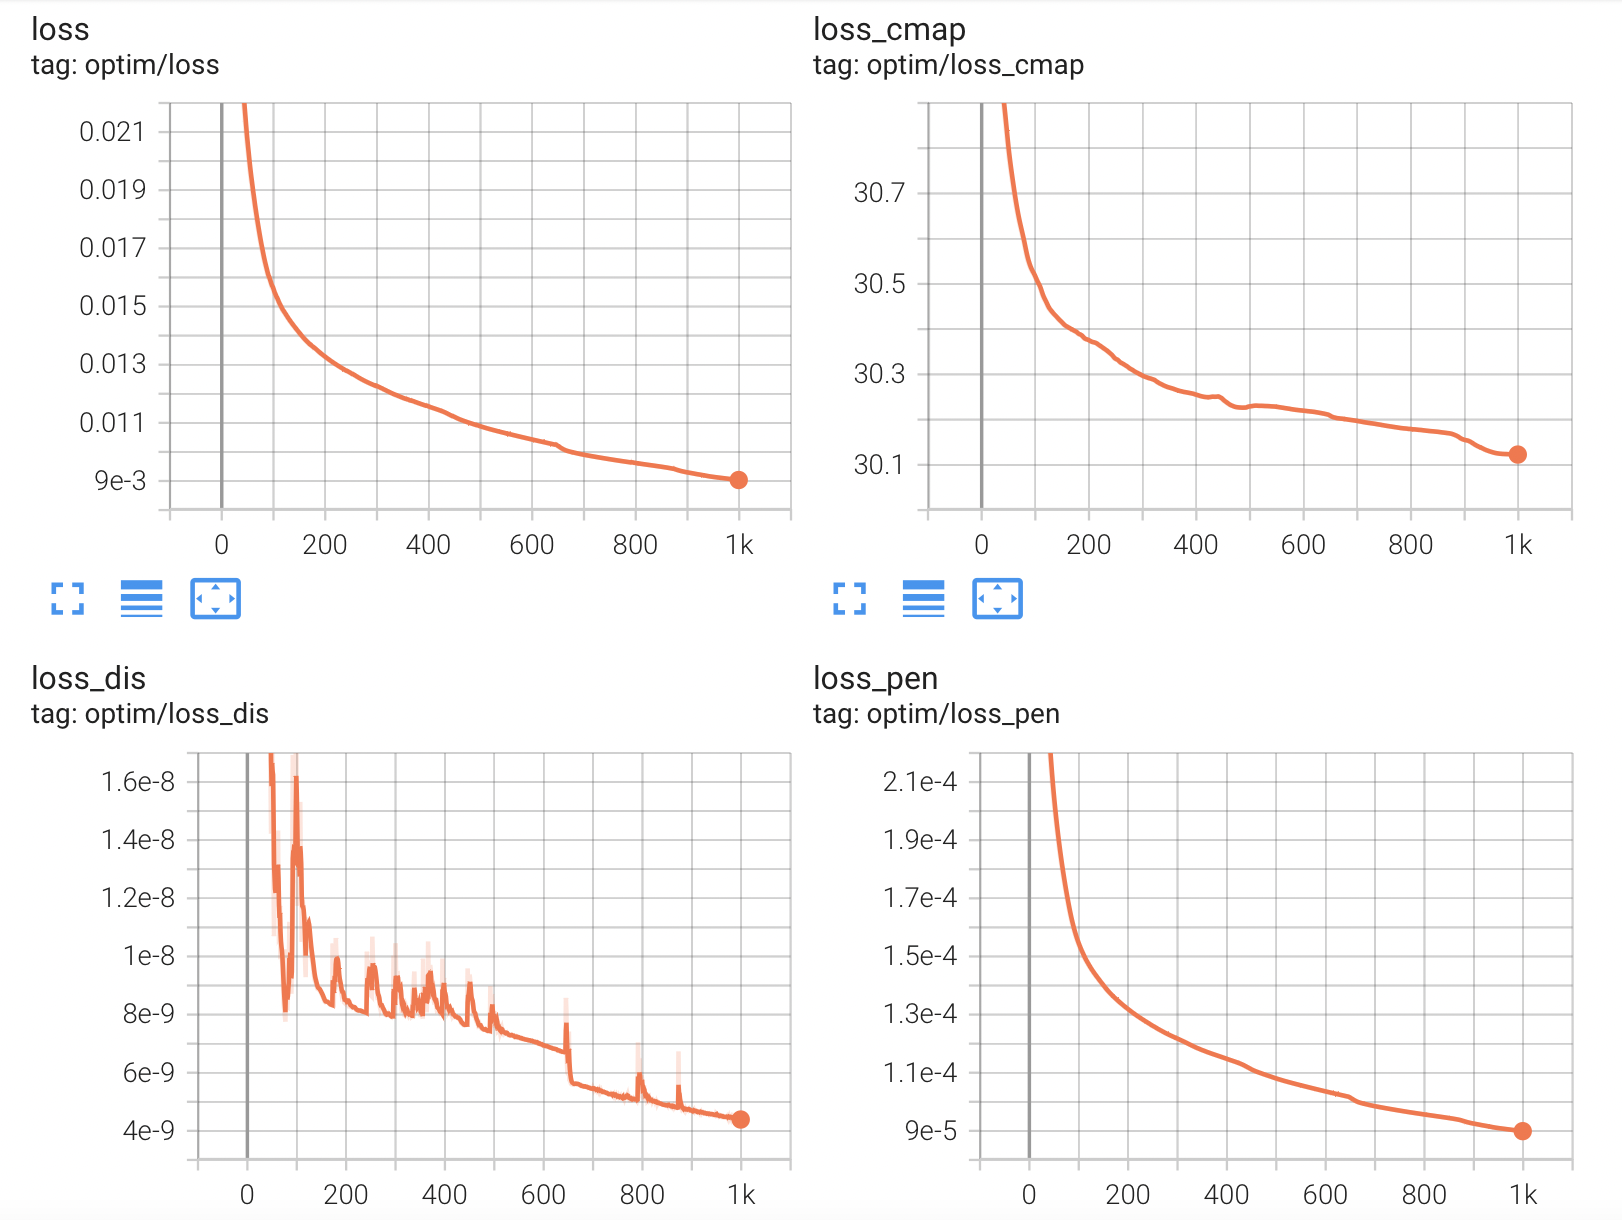 loss
tag: optim/loss
0.021
0.019
0.017
0.015
0.013
0.011
9e-3
0 200 400 600 800 1k
loss_cmap
tag: optim/loss_cmap
30.7
30.5
30.3
30.1
0 200 400 600 800 1k
loss_dis
tag: optim/loss_dis
1.6e-8
1.4e-8
1.2e-8
1e-8
8e-9
6e-9
4e-9
0 200 400 600 800 1k
loss_pen
tag: optim/loss_pen
2.1e-4
1.9e-4
1.7e-4
1.5e-4
1.3e-4
1.1e-4
9e-5
0 200 400 600 800 1k